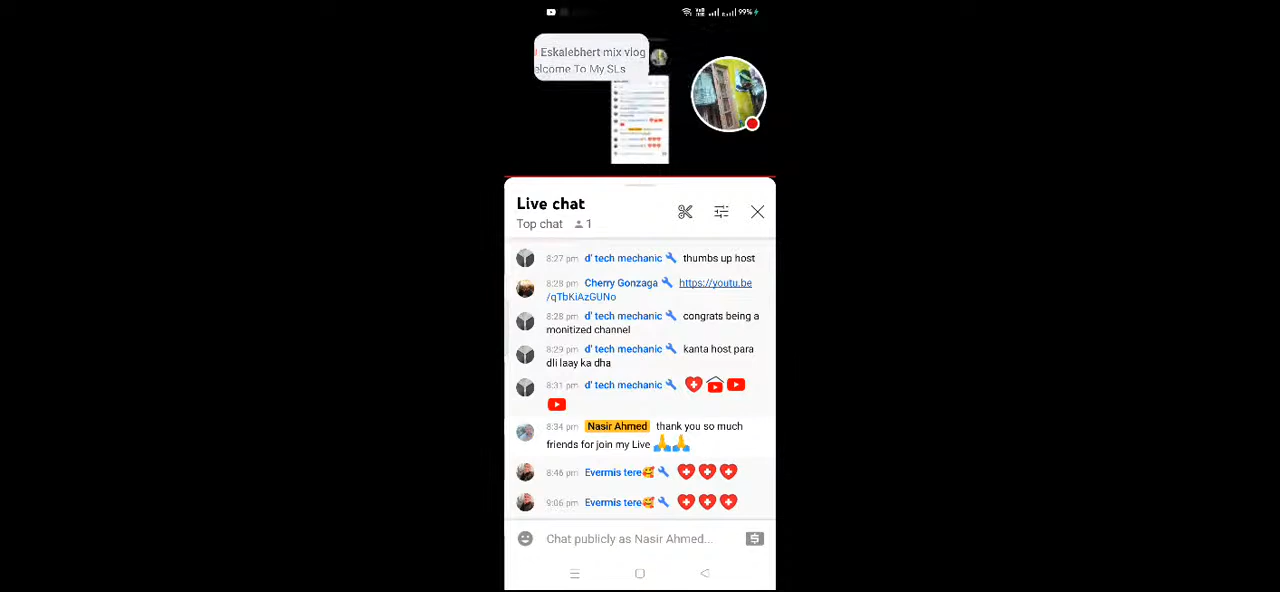 99%
Eskalebhert mix vlog
elcome To My SLs
Live chat
Top chat 1
8:27 pm d' tech mechanic thumbs up host
8:28 pm Cherry Gonzaga https://youtu.be
/qTbKiAzGUNo
8:28 pm d' tech mechanic congrats being a
monitized channel
8:29 pm d' tech mechanic kanta host para
dli laay ka dha
8:31 pm d' tech mechanic
8:34 pm Nasir Ahmed thank you so much
friends for join my Live 🙏🙏
8:46 pm Evermis tere🥰
9:06 pm Evermis tere🥰
Chat publicly as Nasir Ahmed...